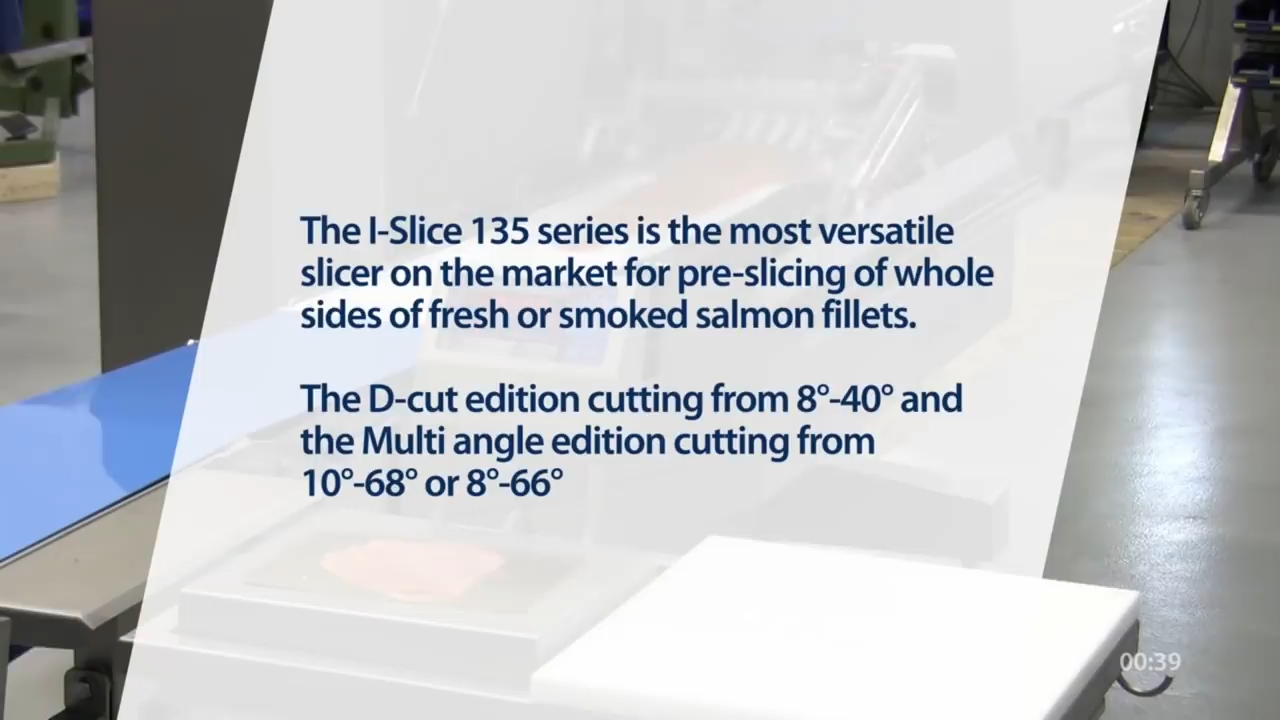 The I-Slice 135 series is the most versatile
slicer on the market for pre-slicing of whole
sides of fresh or smoked salmon fillets.
The D-cut edition cutting from 8°-40° and
the Multi angle edition cutting from
10°-68° or 8°-66°
00:39